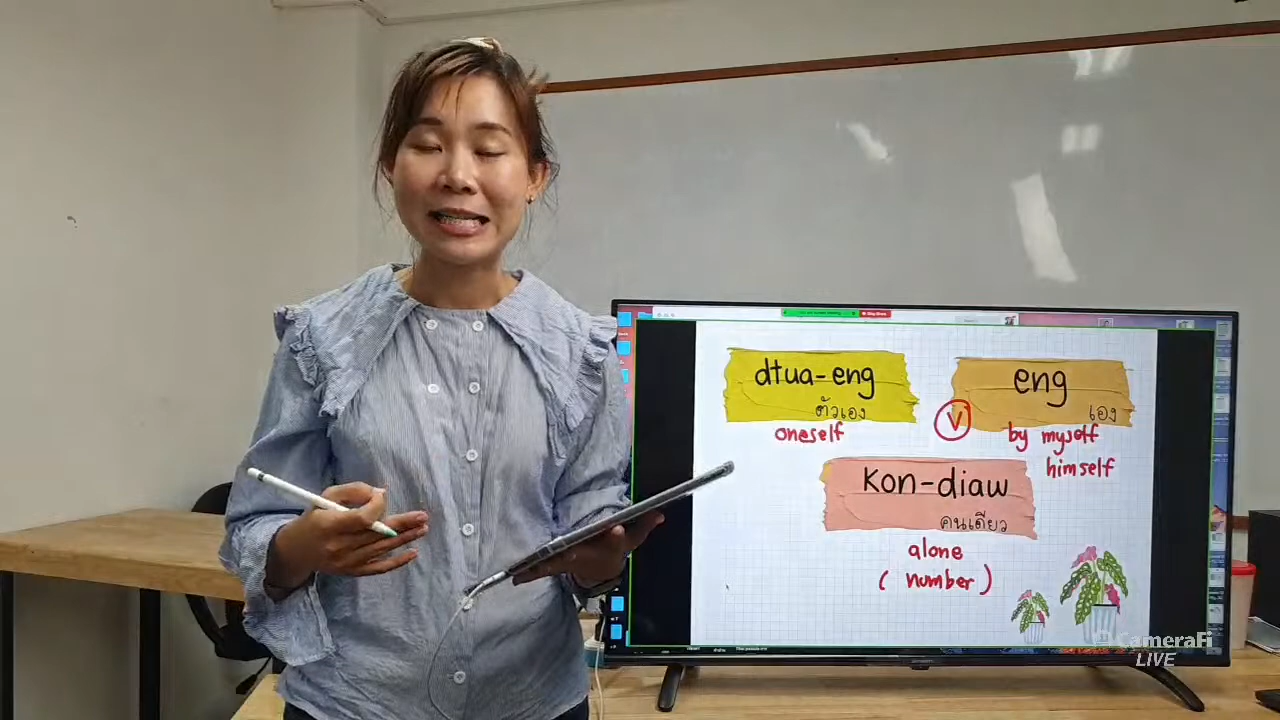 dtua-eng
ตัวเอง
oneself
eng
เอง
V
by myself
himself
kon-diaw
คนเดียว
alone
(number)
CameraFi
LIVE